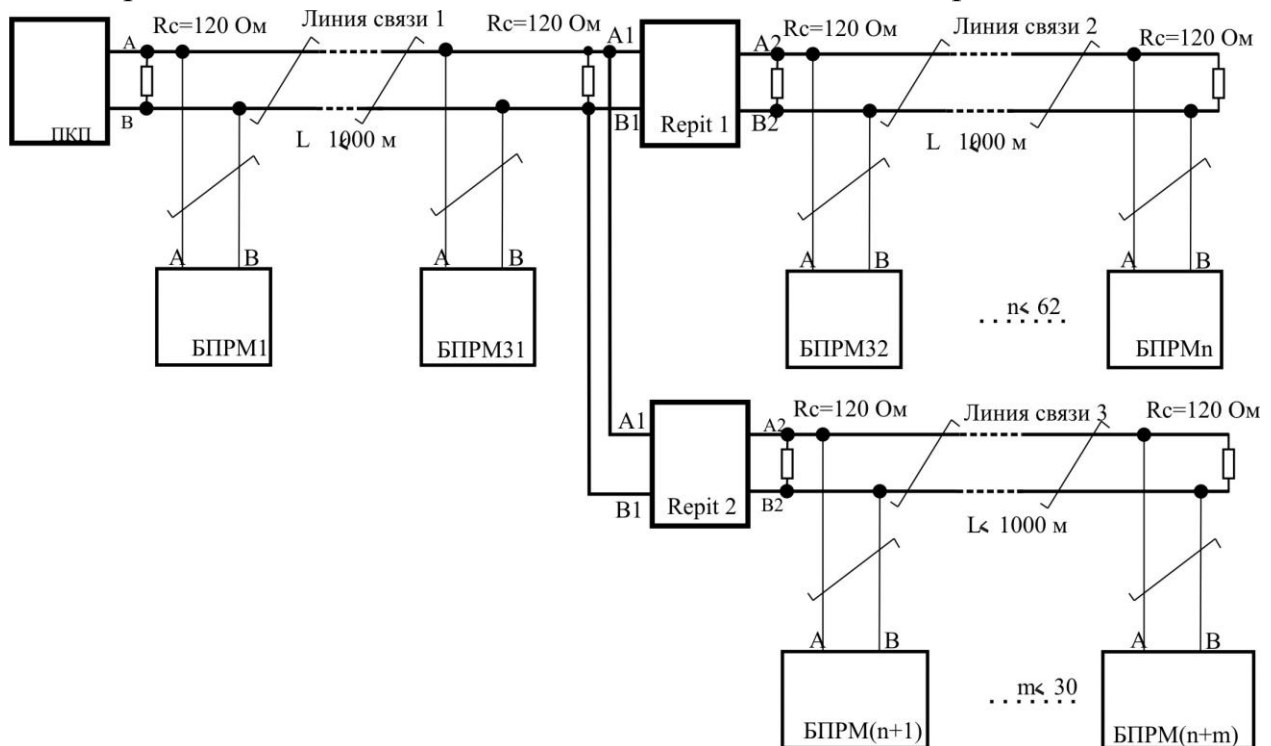 Rc=120 Ом
Линия связи 1
Rc=120 Ом
A1
A2
Rc=120 Ом
Линия связи 2
Rc=120 Ом
A
B
ПКП
L < 1000 м
B1
Repit 1
B2
L < 1000 м
A
B
A
B
A
B
A
B
БПРМ1
БПРМ31
БПРМ32
n< 62
БПРМn
A1
A2
Rc=120 Ом
Линия связи 3
Rc=120 Ом
B1
Repit 2
B2
L< 1000 м
A
B
A
B
БПРМ(n+1)
m< 30
БПРМ(n+m)